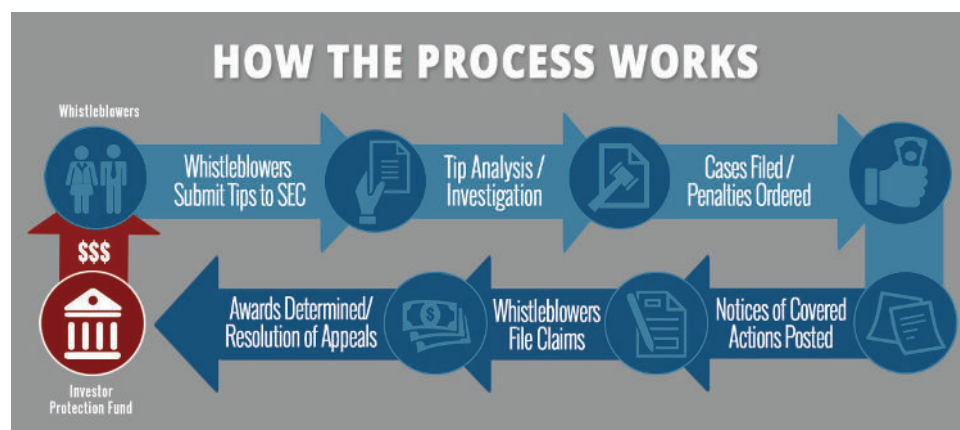 HOW THE PROCESS WORKS
Whistleblowers
Whistleblowers
Submit Tips to SEC
Tip Analysis /
Investigation
Cases Filed /
Penalties Ordered
$$$
Notices of Covered
Actions Posted
Whistleblowers
File Claims
$
Awards Determined/
Resolution of Appeals
Investor
Protection Fund